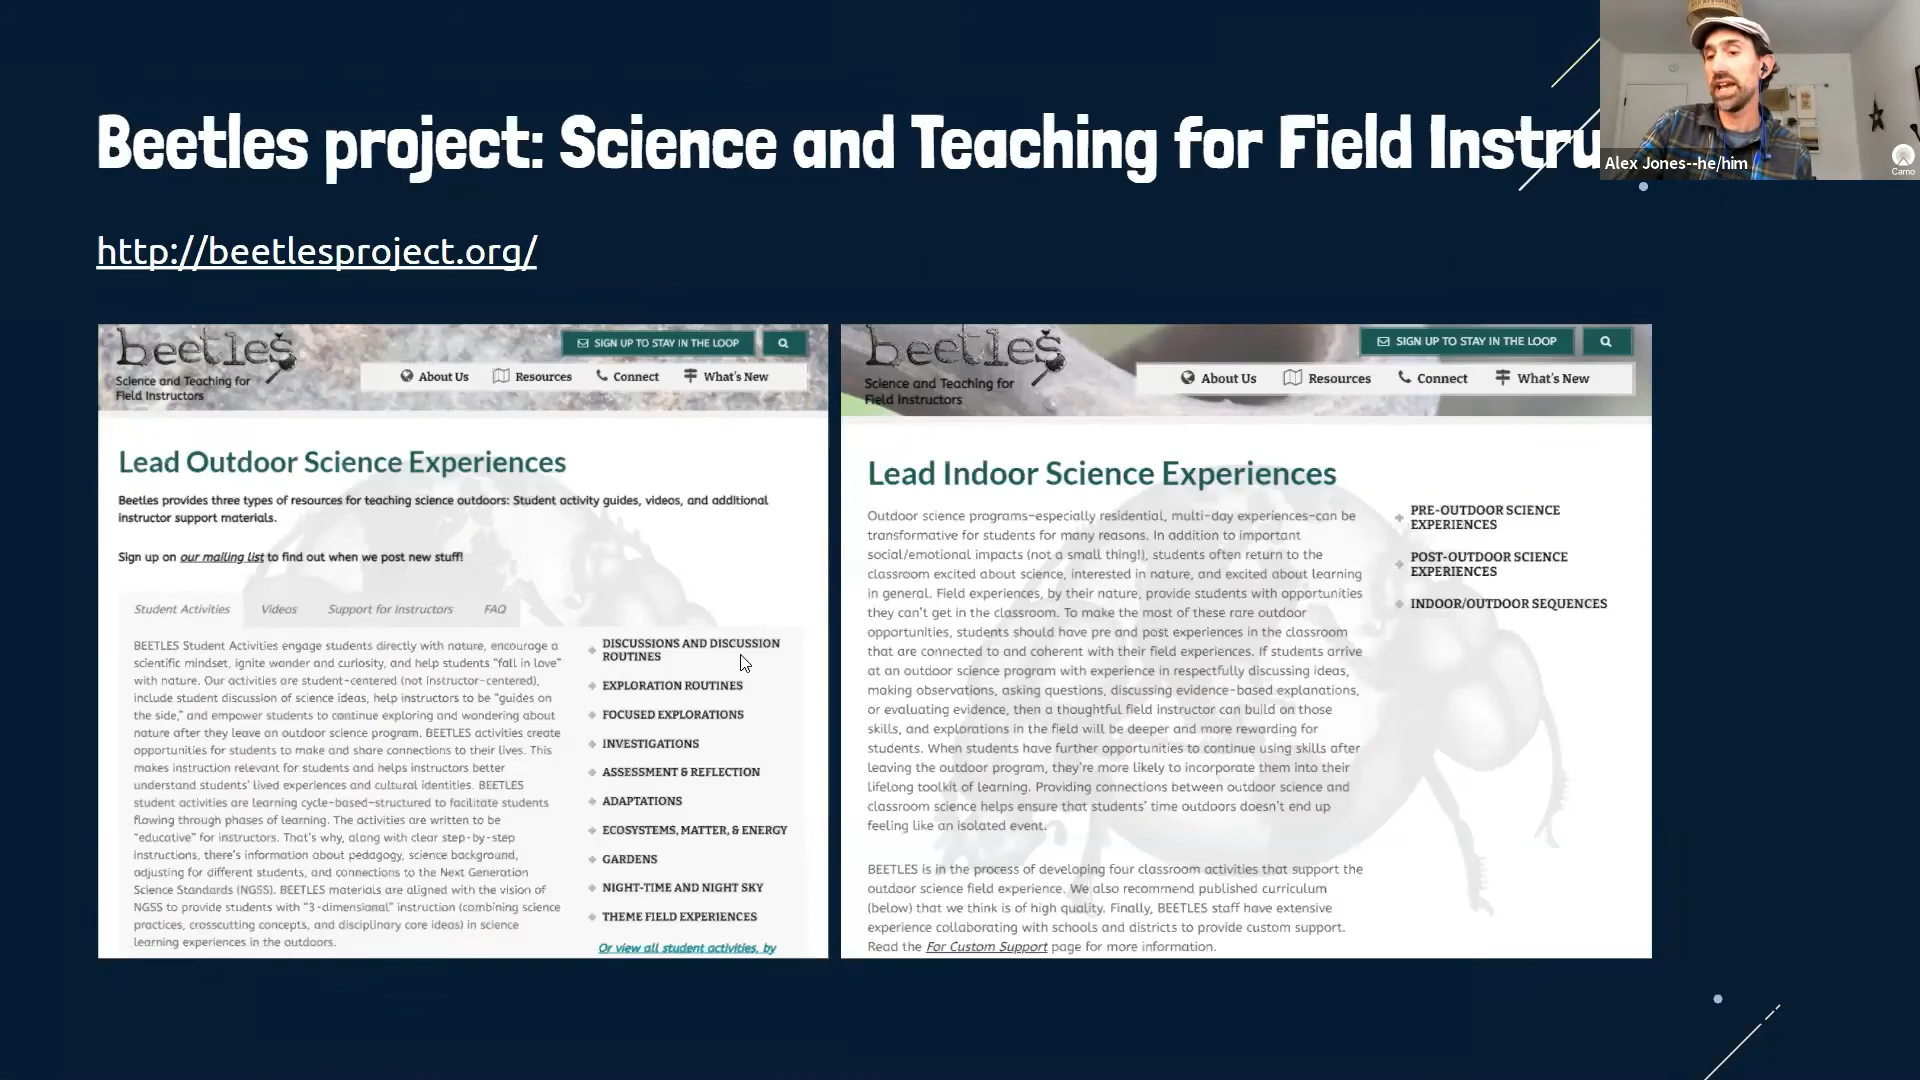 Beetles project: Science and Teaching for Field Instru
Alex Jones--he/him
Camo
http://beetlesproject.org/
beetles
Science and Teaching for
Field Instructors
SIGN UP TO STAY IN THE LOOP
About Us
Resources
Connect
What's New
Lead Outdoor Science Experiences
Beetles provides three types of resources for teaching science outdoors: Student activity guides, videos, and additional
instructor support materials.
Sign up on our mailing list to find out when we post new stuff!
Student Activities
Videos
Support for Instructors
FAQ
BEETLES Student Activities engage students directly with nature, encourage a
scientific mindset, ignite wonder and curiosity, and help students "fall in love"
with nature. Our activities are student-centered (not instructor-centered),
include student discussion of science ideas, help instructors to be "guides on
the side," and empower students to continue exploring and wondering about
nature after they leave an outdoor science program. BEETLES activities create
opportunities for students to make and share connections to their lives. This
makes instruction relevant for students and helps instructors better
understand students' lived experiences and cultural identities. BEETLES
student activities are learning cycle-based-structured to facilitate students
flowing through phases of learning. The activities are written to be
"educative" for instructors. That's why, along with clear step-by-step
instructions, there's information about pedagogy, science background,
adjusting for different students, and connections to the Next Generation
Science Standards (NGSS). BEETLES materials are aligned with the vision of
NGSS to provide students with "3-dimensional" instruction (combining science
practices, crosscutting concepts, and disciplinary core ideas) in science
learning experiences in the outdoors.
DISCUSSIONS AND DISCUSSION
ROUTINES
EXPLORATION ROUTINES
FOCUSED EXPLORATIONS
INVESTIGATIONS
ASSESSMENT & REFLECTION
ADAPTATIONS
ECOSYSTEMS, MATTER, & ENERGY
GARDENS
NIGHT-TIME AND NIGHT SKY
THEME FIELD EXPERIENCES
Or view all student activities, by
beetles
Science and Teaching for
Field Instructors
SIGN UP TO STAY IN THE LOOP
About Us
Resources
Connect
What's New
Lead Indoor Science Experiences
Outdoor science programs–especially residential, multi-day experiences–can be
transformative for students for many reasons. In addition to important
social/emotional impacts (not a small thing!), students often return to the
classroom excited about science, interested in nature, and excited about learning
in general. Field experiences, by their nature, provide students with opportunities
they can't get in the classroom. To make the most of these rare outdoor
opportunities, students should have pre and post experiences in the classroom
that are connected to and coherent with their field experiences. If students arrive
at an outdoor science program with experience in respectfully discussing ideas,
making observations, asking questions, discussing evidence-based explanations,
or evaluating evidence, then a thoughtful field instructor can build on those
skills, and explorations in the field will be deeper and more rewarding for
students. When students have further opportunities to continue using skills after
leaving the outdoor program, they're more likely to incorporate them into their
lifelong toolkit of learning. Providing connections between outdoor science and
classroom science helps ensure that students' time outdoors doesn't end up
feeling like an isolated event.
BEETLES is in the process of developing four classroom activities that support the
outdoor science field experience. We also recommend published curriculum
(below) that we think is of high quality. Finally, BEETLES staff have extensive
experience collaborating with schools and districts to provide custom support.
Read the For Custom Support page for more information.
PRE-OUTDOOR SCIENCE
EXPERIENCES
POST-OUTDOOR SCIENCE
EXPERIENCES
INDOOR/OUTDOOR SEQUENCES